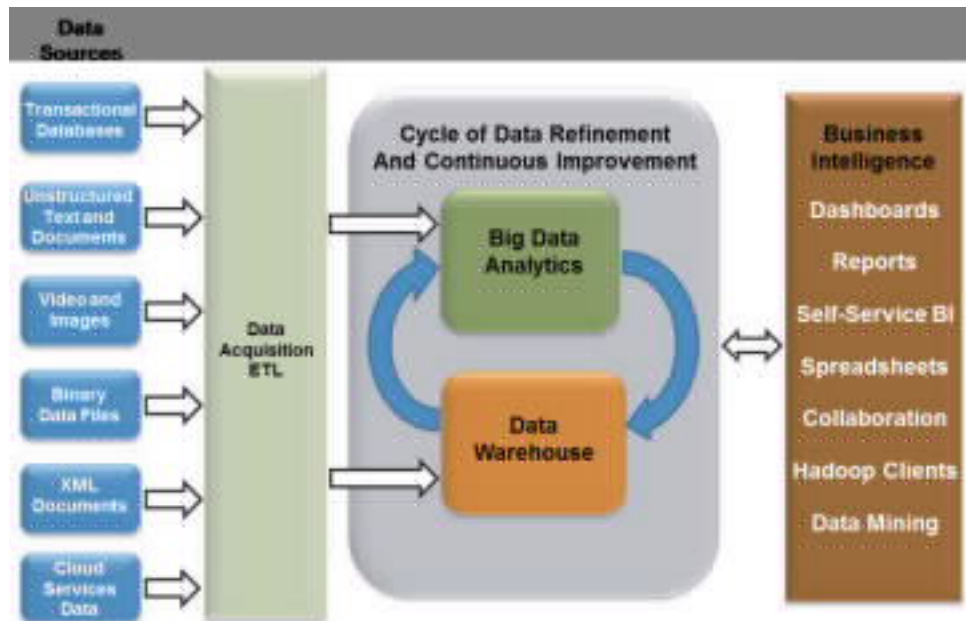 Data
Sources
Transactional
Databases
Unstructured
Text and
Documents
Video and
Images
Binary
Data Files
XML
Documents
Cloud
Services
Data
Data
Acquisition
ETL
Cycle of Data Refinement
And Continuous Improvement
Big Data
Analytics
Data
Warehouse
Business
Intelligence
Dashboards
Reports
Self-Service BI
Spreadsheets
Collaboration
Hadoop Clients
Data Mining